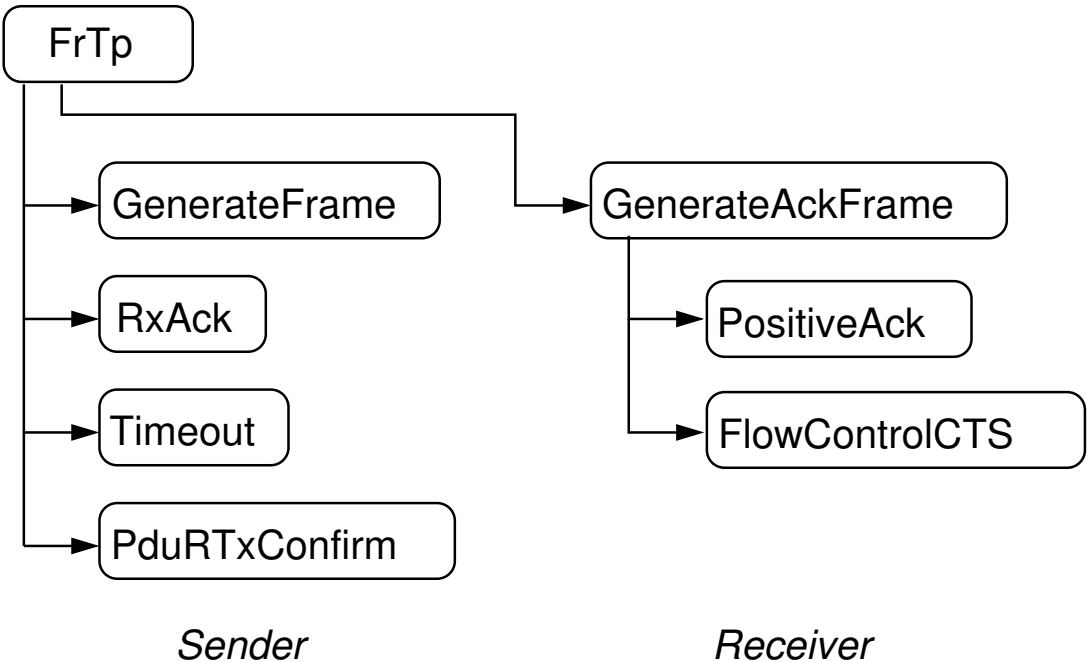 FrTp
GenerateFrame
GenerateAckFrame
RxAck
PositiveAck
Timeout
FlowControlCTS
PduRTxConfirm
Sender
Receiver